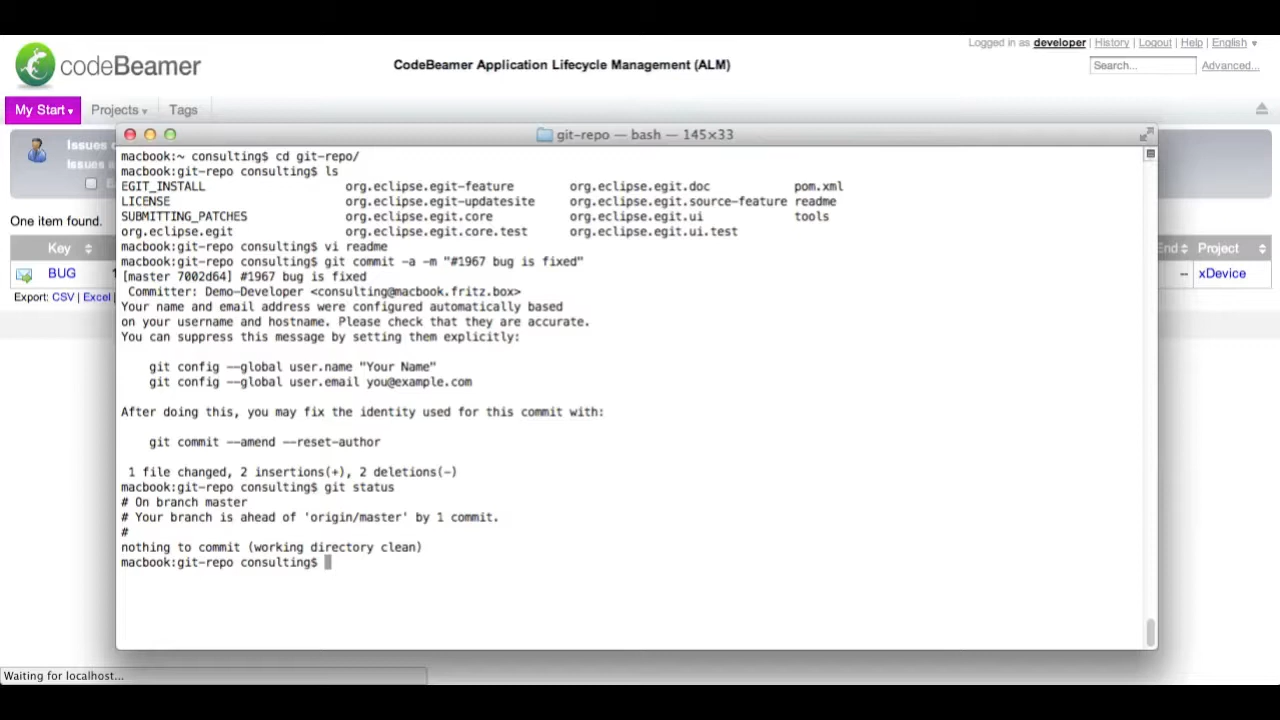 Logged in as developer | History | Logout | Help | English
codeBeamer
CodeBeamer Application Lifecycle Management (ALM)
Search...
Advanced...
My Start
Projects
Tags
git-repo — bash — 145×33
Issues
Issues
One item found.
Key
End
Project
BUG
--
xDevice
Export: CSV | Excel
macbook:~ consulting$ cd git-repo/
macbook:git-repo consulting$ ls
EGIT_INSTALL org.eclipse.egit-feature org.eclipse.egit.doc pom.xml
LICENSE org.eclipse.egit-updatesite org.eclipse.egit.source-feature readme
SUBMITTING_PATCHES org.eclipse.egit.core org.eclipse.egit.ui tools
org.eclipse.egit org.eclipse.egit.core.test org.eclipse.egit.ui.test
macbook:git-repo consulting$ vi readme
macbook:git-repo consulting$ git commit -a -m "#1967 bug is fixed"
[master 7002d64] #1967 bug is fixed
Committer: Demo-Developer <consulting@macbook.fritz.box>
Your name and email address were configured automatically based
on your username and hostname. Please check that they are accurate.
You can suppress this message by setting them explicitly:
git config --global user.name "Your Name"
git config --global user.email you@example.com
After doing this, you may fix the identity used for this commit with:
git commit --amend --reset-author
1 file changed, 2 insertions(+), 2 deletions(-)
macbook:git-repo consulting$ git status
# On branch master
# Your branch is ahead of 'origin/master' by 1 commit.
#
nothing to commit (working directory clean)
macbook:git-repo consulting$
Waiting for localhost...